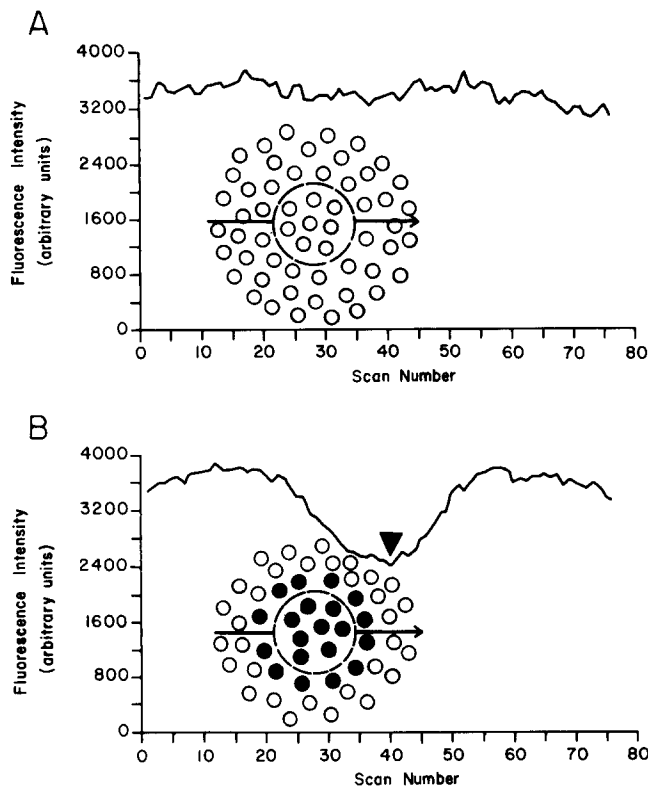 A
Fluorescence Intensity
(arbitrary units)
4000
3200
2400
1600
800
0
0 10 20 30 40 50 60 70 80
Scan Number
B
Fluorescence Intensity
(arbitrary units)
4000
3200
2400
1600
800
0
0 10 20 30 40 50 60 70 80
Scan Number